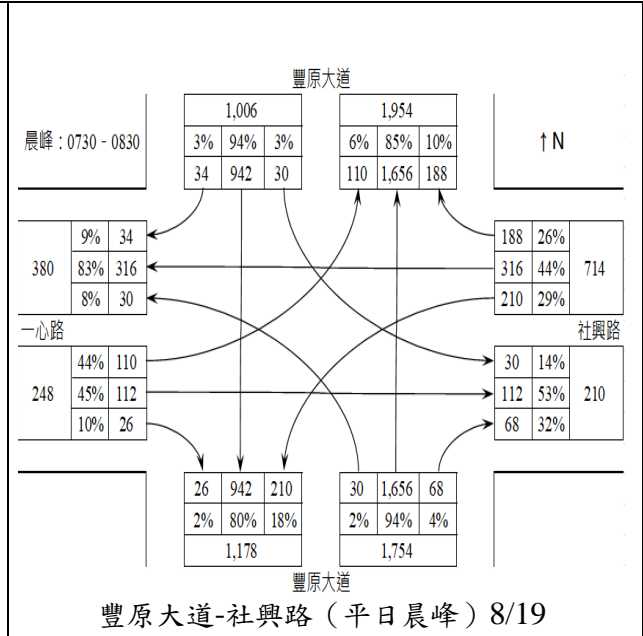 豐原大道
1,006 1,954
晨峰：0730 - 0830 3% 94% 3% 6% 85% 10% ↑N
34 942 30 110 1,656 188
9% 34 188 26%
380 83% 316 316 44% 714
8% 30 210 29%
一心路 社興路
44% 110 30 14%
248 45% 112 112 53% 210
10% 26 68 32%
26 942 210 30 1,656 68
2% 80% 18% 2% 94% 4%
1,178 1,754
豐原大道
豐原大道-社興路（平日晨峰）8/19